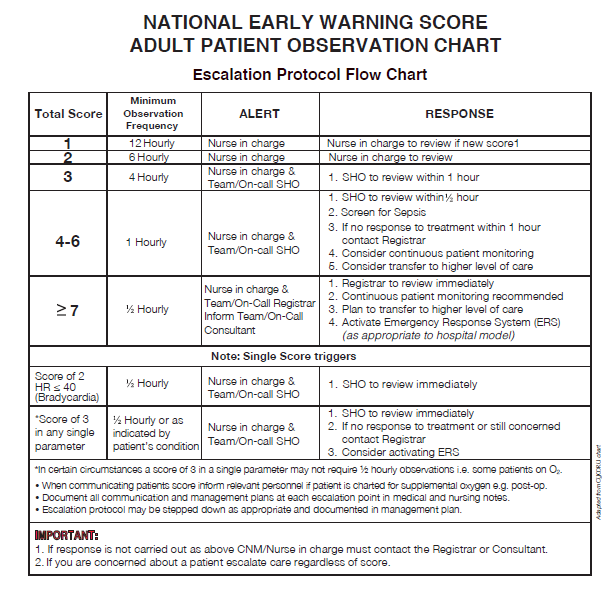 NATIONAL EARLY WARNING SCORE
ADULT PATIENT OBSERVATION CHART
Escalation Protocol Flow Chart
Total Score
Minimum
Observation
Frequency
ALERT
RESPONSE
1
12 Hourly
Nurse in charge
Nurse in charge to review if new score1
2
6 Hourly
Nurse in charge
Nurse in charge to review
3
4 Hourly
Nurse in charge &
Team/On-call SHO
1. SHO to review within 1 hour
4-6
1 Hourly
Nurse in charge &
Team/On-call SHO
1. SHO to review within½ hour
2. Screen for Sepsis
3. If no response to treatment within 1 hour
contact Registrar
4. Consider continuous patient monitoring
5. Consider transfer to higher level of care
≥ 7
½ Hourly
Nurse in charge &
Team/On-Call Registrar
Inform Team/On-Call
Consultant
1. Registrar to review immediately
2. Continuous patient monitoring recommended
3. Plan to transfer to higher level of care
4. Activate Emergency Response System (ERS)
(as appropriate to hospital model)
Note: Single Score triggers
Score of 2
HR ≤ 40
(Bradycardia)
½ Hourly
Nurse in charge &
Team/On-call SHO
1. SHO to review immediately
*Score of 3
in any single
parameter
½ Hourly or as
indicated by
patient's condition
Nurse in charge &
Team/On-call SHO
1. SHO to review immediately
2. If no response to treatment or still concerned
contact Registrar
3. Consider activating ERS
*In certain circumstances a score of 3 in a single parameter may not require ½ hourly observations i.e. some patients on O₂.
• When communicating patients score inform relevant personnel if patient is charted for supplemental oxygen e.g. post-op.
• Document all communication and management plans at each escalation point in medical and nursing notes.
• Escalation protocol may be stepped down as appropriate and documented in management plan.
IMPORTANT:
1. If response is not carried out as above CNM/Nurse in charge must contact the Registrar or Consultant.
2. If you are concerned about a patient escalate care regardless of score.